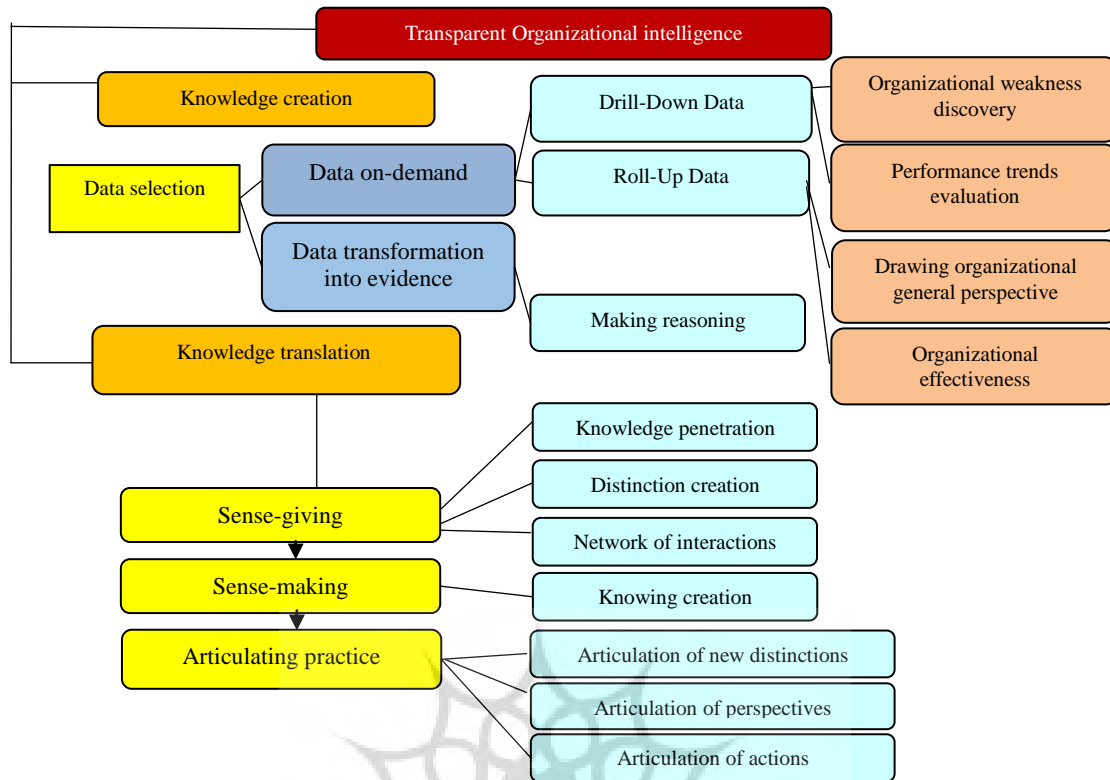 Transparent Organizational intelligence
Knowledge creation
Drill-Down Data
Organizational weakness
discovery
Data selection
Data on-demand
Roll-Up Data
Performance trends
evaluation
Data transformation
into evidence
Drawing organizational
general perspective
Making reasoning
Knowledge translation
Organizational
effectiveness
Knowledge penetration
Distinction creation
Sense-giving
Network of interactions
Sense-making
Knowing creation
Articulating practice
Articulation of new distinctions
Articulation of perspectives
Articulation of actions